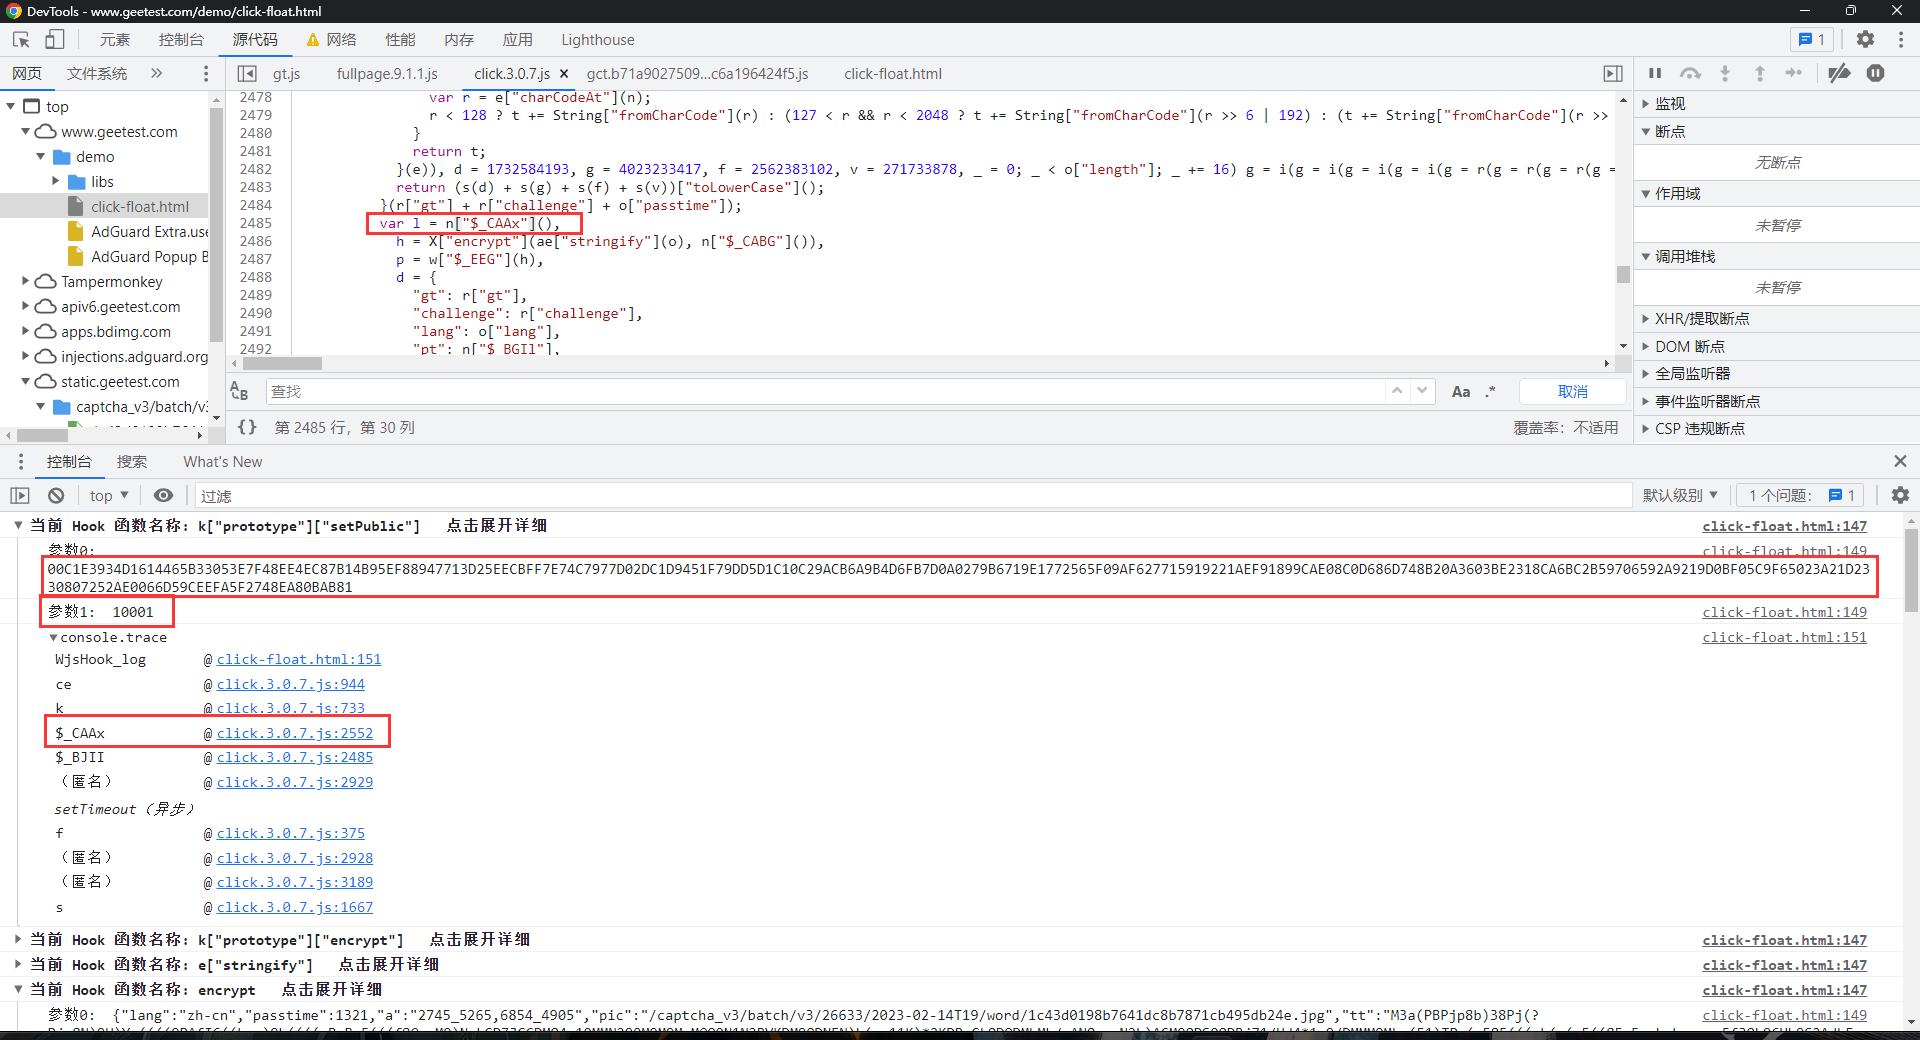 DevTools - www.geetest.com/demo/click-float.html
元素 控制台 源代码 网络 性能 内存 应用 Lighthouse 1
网页 文件系统 » gt.js fullpage.9.1.1.js click.3.0.7.js × gct.b71a9027509...c6a196424f5.js click-float.html
top
www.geetest.com
demo
libs
click-float.html
AdGuard Extra.use
AdGuard Popup B
Tampermonkey
apiv6.geetest.com
apps.bdimg.com
injections.adguard.org
static.geetest.com
captcha_v3/batch/v3
2478 var r = e["charCodeAt"](n);
2479 r < 128 ? t += String["fromCharCode"](r) : (127 < r && r < 2048 ? t += String["fromCharCode"](r >> 6 | 192) : (t += String["fromCharCode"](r >>
2480 }
2481 return t;
2482 }(e)), d = 1732584193, g = 4023233417, f = 2562383102, v = 271733878, _ = 0; _ < o["length"]; _ += 16) g = i(g = i(g = i(g = i(g = r(g = r(g = r(g =
2483 return (s(d) + s(g) + s(f) + s(v))["toLowerCase"]();
2484 }(r["gt"] + r["challenge"] + o["passtime"]);
2485 var l = n["$_CAAx"](),
2486 h = X["encrypt"](ae["stringify"](o), n["$_CABG"]()),
2487 p = w["$_EEG"](h),
2488 d = {
2489 "gt": r["gt"],
2490 "challenge": r["challenge"],
2491 "lang": o["lang"],
2492 "pt": n["$_BGIl"],
查找 Aa .* 取消
{} 第 2485 行，第 30 列 覆盖率：不适用
监视
断点
无断点
作用域
未暂停
调用堆栈
未暂停
XHR/提取断点
DOM 断点
全局监听器
事件监听器断点
CSP 违规断点
控制台 搜索 What's New
top 过滤 默认级别 1 个问题： 1
当前 Hook 函数名称：k["prototype"]["setPublic"] 点击展开详细 click-float.html:147
参数0: click-float.html:149
00C1E3934D1614465B33053E7F48EE4EC87B14B95EF88947713D25EECBFF7E74C7977D02DC1D9451F79DD5D1C10C29ACB6A9B4D6FB7D0A0279B6719E1772565F09AF627715919221AEF91899CAE08C0D686D748B20A3603BE2318CA6BC2B59706592A9219D0BF05C9F65023A21D23
30807252AE0066D59CEEFA5F2748EA80BAB81
参数1: 10001 click-float.html:149
console.trace click-float.html:151
WjsHook_log @ click-float.html:151
ce @ click.3.0.7.js:944
k @ click.3.0.7.js:733
$_CAAx @ click.3.0.7.js:2552
$_BJII @ click.3.0.7.js:2485
（匿名） @ click.3.0.7.js:2929
setTimeout（异步）
f @ click.3.0.7.js:375
（匿名） @ click.3.0.7.js:2928
（匿名） @ click.3.0.7.js:3189
s @ click.3.0.7.js:1667
当前 Hook 函数名称：k["prototype"]["encrypt"] 点击展开详细 click-float.html:147
当前 Hook 函数名称：e["stringify"] 点击展开详细 click-float.html:147
当前 Hook 函数名称：encrypt 点击展开详细 click-float.html:147
参数0: {"lang":"zh-cn","passtime":1321,"a":"2745_5265,6854_4905","pic":"/captcha_v3/batch/v3/26633/2023-02-14T19/word/1c43d0198b7641dc8b7871cb495db24e.jpg","tt":"M3a(PBPjp8b)38Pj(? click-float.html:149